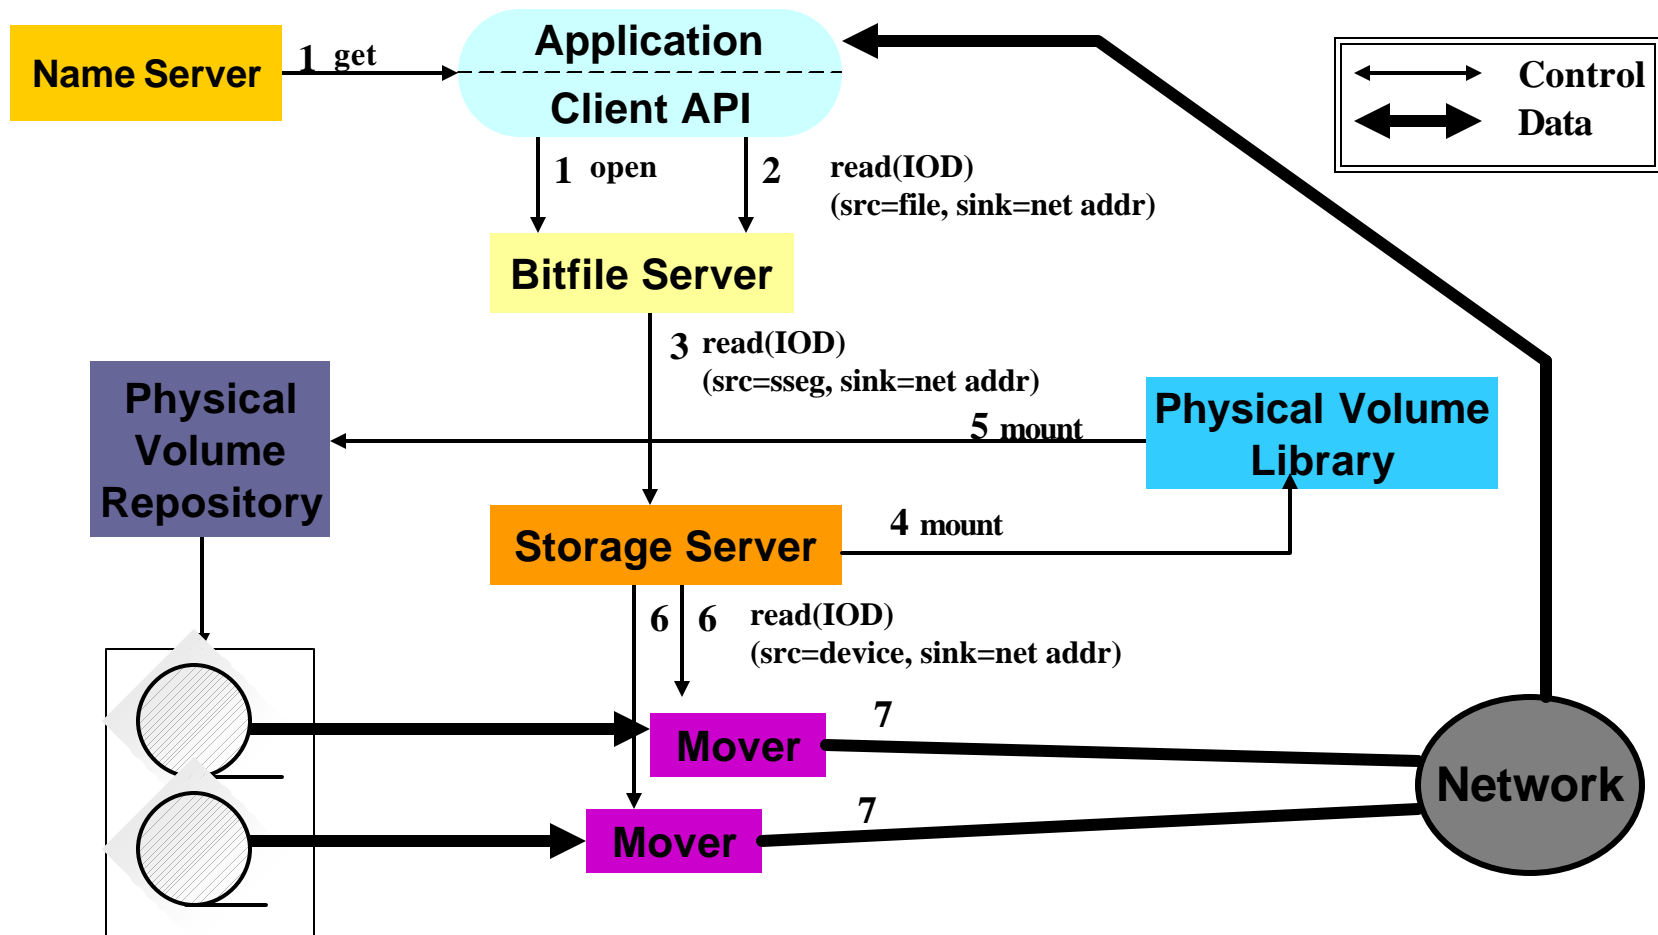 Name Server
1 get
Application
Client API
Control
Data
1 open
2 read(IOD)
(src=file, sink=net addr)
Bitfile Server
3 read(IOD)
(src=sseg, sink=net addr)
Physical
Volume
Repository
5 mount
Physical Volume
Library
Storage Server
4 mount
6 6 read(IOD)
(src=device, sink=net addr)
Mover
7
Network
Mover
7